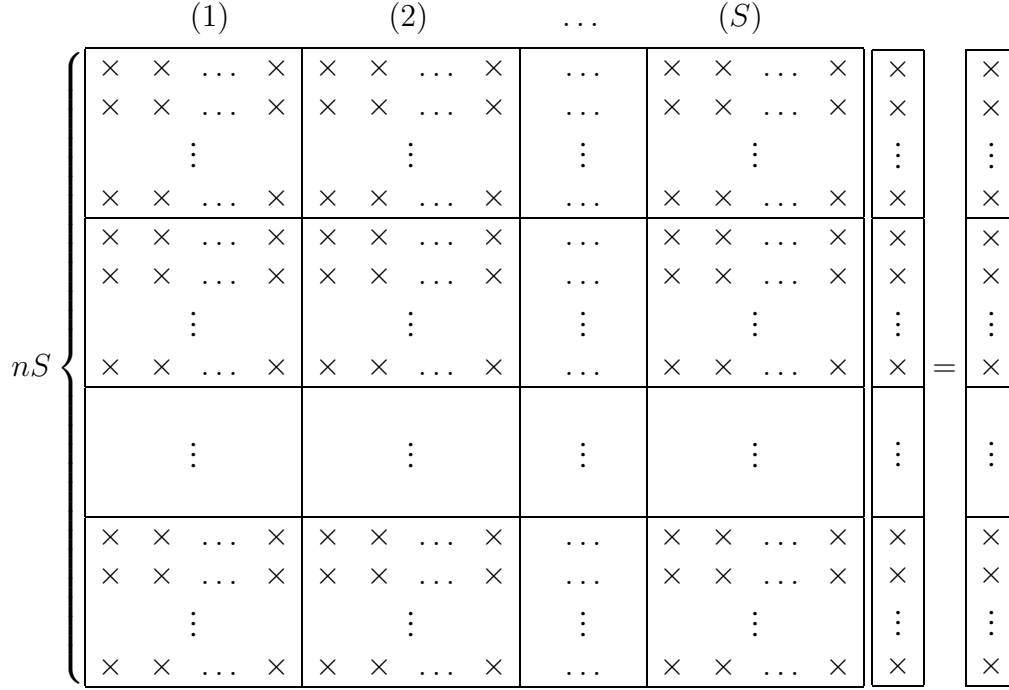 (1) (2) … (S)
× × … × × × … × … × × … × × ×
× × … × × × … × … × × … × × ×
⋮ ⋮ ⋮ ⋮ ⋮ ⋮
× × … × × × … × … × × … × × ×
× × … × × × … × … × × … × × ×
× × … × × × … × … × × … × × ×
⋮ ⋮ ⋮ ⋮ ⋮ ⋮
nS { × × … × × × … × … × × … × × = ×
⋮ ⋮ ⋮ ⋮ ⋮ ⋮
× × … × × × … × … × × … × × ×
× × … × × × … × … × × … × × ×
⋮ ⋮ ⋮ ⋮ ⋮ ⋮
× × … × × × … × … × × … × × ×